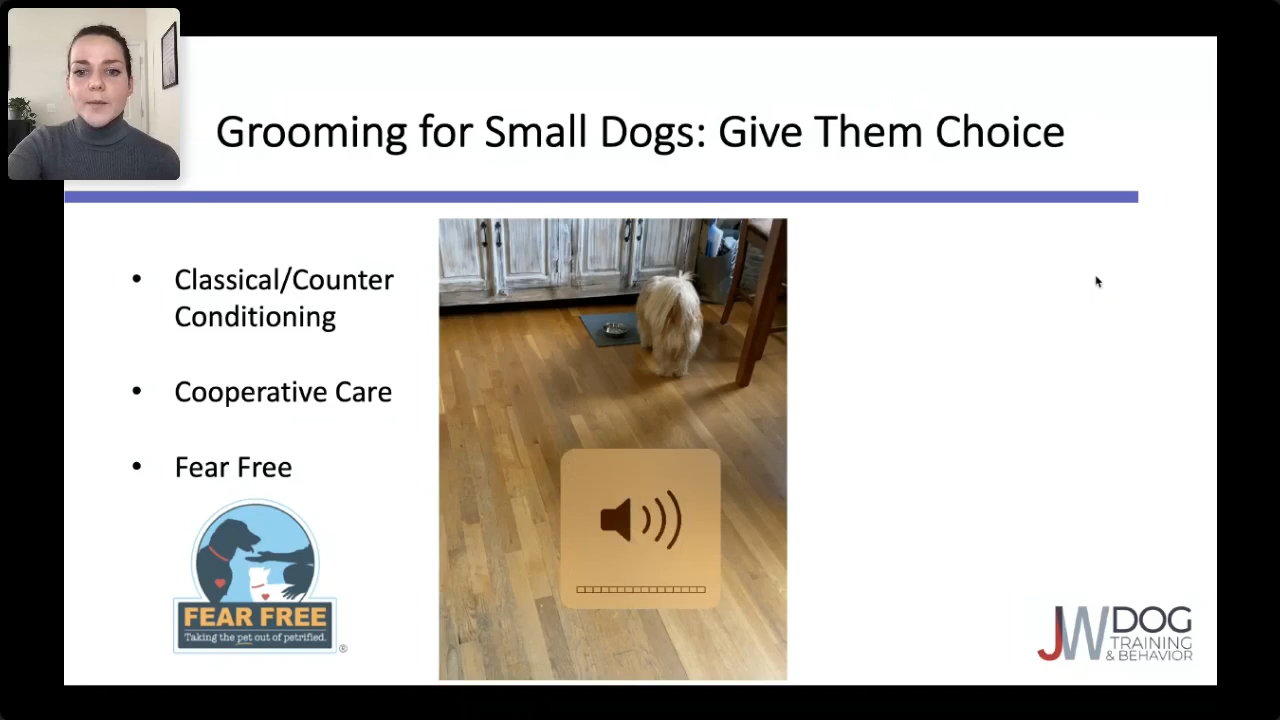 Grooming for Small Dogs: Give Them Choice
• Classical/Counter
Conditioning
• Cooperative Care
• Fear Free
FEAR FREE
Taking the pet out of petrified.
®
JW DOG
TRAINING
& BEHAVIOR